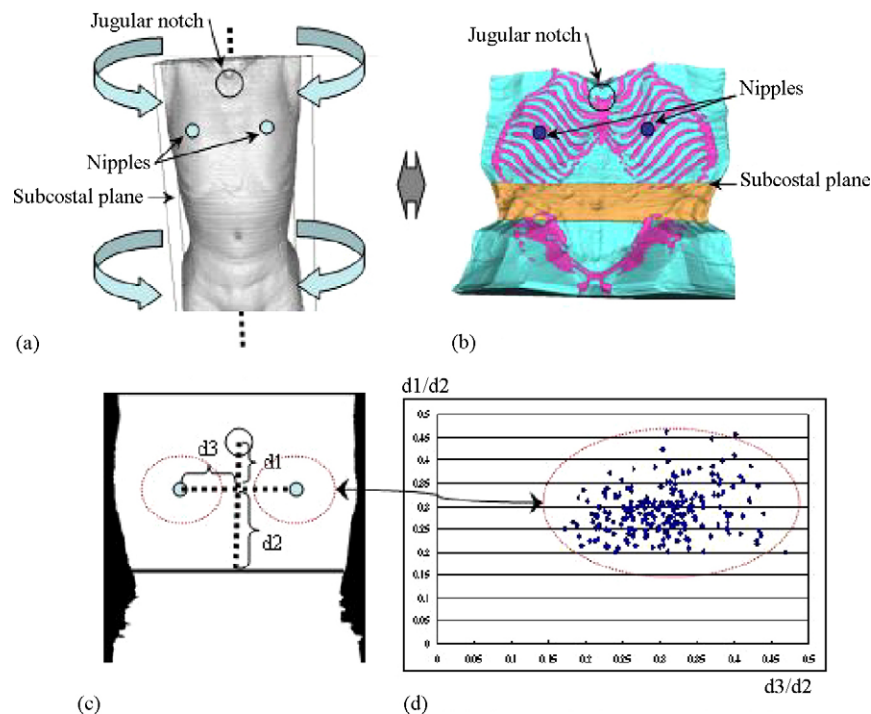 Jugular notch
Nipples
Subcostal plane
(a)
Jugular notch
Nipples
Subcostal plane
(b)
d3
d1
d2
(c)
d1/d2
0.5
0.45
0.4
0.35
0.3
0.25
0.2
0.15
0.1
0.05
0
0 0.05 0.1 0.15 0.2 0.25 0.3 0.35 0.4 0.45 0.5
d3/d2
(d)